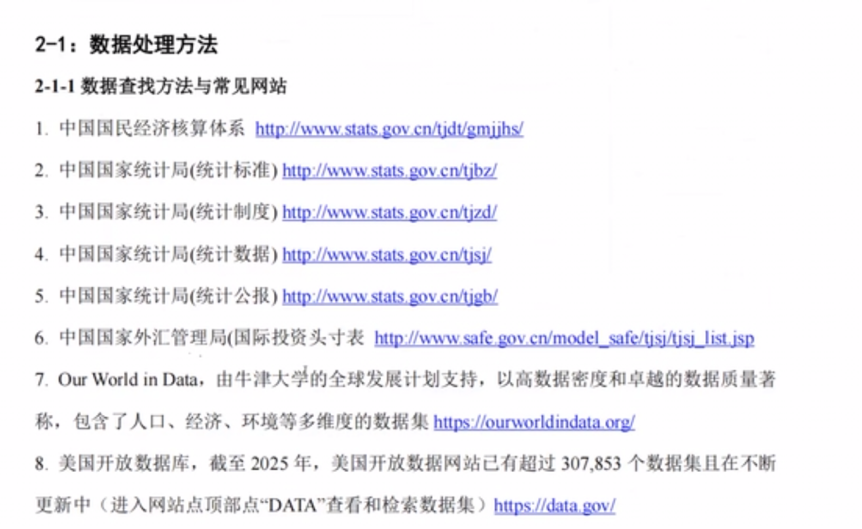 2-1：数据处理方法
2-1-1 数据查找方法与常见网站
1. 中国国民经济核算体系 http://www.stats.gov.cn/tjdt/gmjjhs/
2. 中国国家统计局(统计标准) http://www.stats.gov.cn/tjbz/
3. 中国国家统计局(统计制度) http://www.stats.gov.cn/tjzd/
4. 中国国家统计局(统计数据) http://www.stats.gov.cn/tjsj/
5. 中国国家统计局(统计公报) http://www.stats.gov.cn/tjgb/
6. 中国国家外汇管理局(国际投资头寸表 http://www.safe.gov.cn/model_safe/tjsj/tjsj_list.jsp
7. Our World in Data，由牛津大学的全球发展计划支持，以高数据密度和卓越的数据质量著
称，包含了人口、经济、环境等多维度的数据集 https://ourworldindata.org/
8. 美国开放数据库，截至 2025 年，美国开放数据网站已有超过 307,853 个数据集且在不断
更新中（进入网站点顶部点“DATA”查看和检索数据集）https://data.gov/